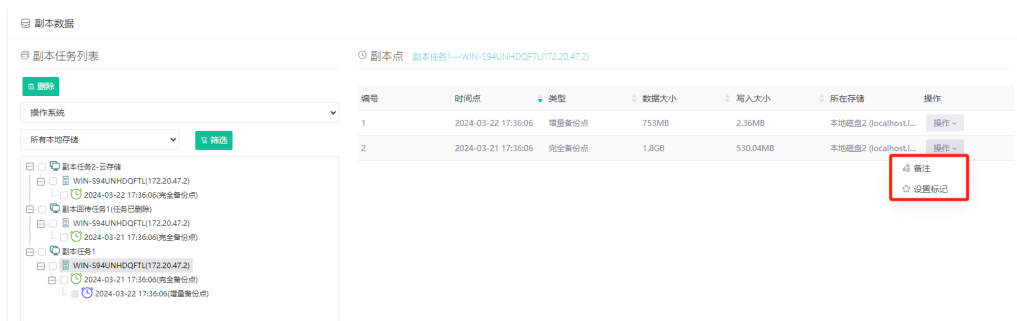 副本数据
副本任务列表
删除
操作系统
所有本地存储 筛选
副本任务2-云存储
WIN-S94UNHDQFTL(172.20.47.2)
2024-03-22 17:36:06(完全备份点)
副本回传任务1(任务已删除)
WIN-S94UNHDQFTL(172.20.47.2)
2024-03-21 17:36:06(完全备份点)
副本任务1
WIN-S94UNHDQFTL(172.20.47.2)
2024-03-21 17:36:06(完全备份点)
2024-03-22 17:36:06(增量备份点)
副本点 副本任务1---WIN-S94UNHDQFTL(172.20.47.2)
编号 时间点 类型 数据大小 写入大小 所在存储 操作
1 2024-03-22 17:36:06 增量备份点 753MB 2.36MB 本地磁盘2 (localhost.l... 操作
2 2024-03-21 17:36:06 完全备份点 1.8GB 530.04MB 本地磁盘2 (localhost.l... 操作
备注
设置标记